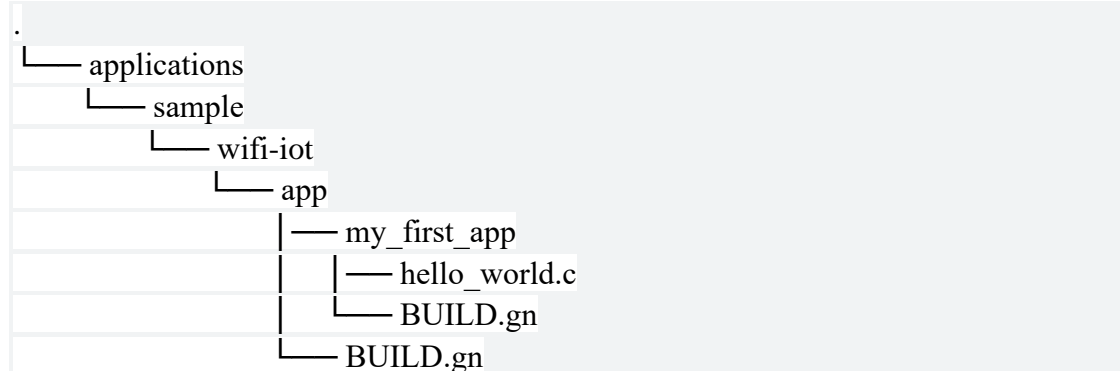 .
└── applications
└── sample
└── wifi-iot
└── app
│── my_first_app
│ │── hello_world.c
│ └── BUILD.gn
└── BUILD.gn